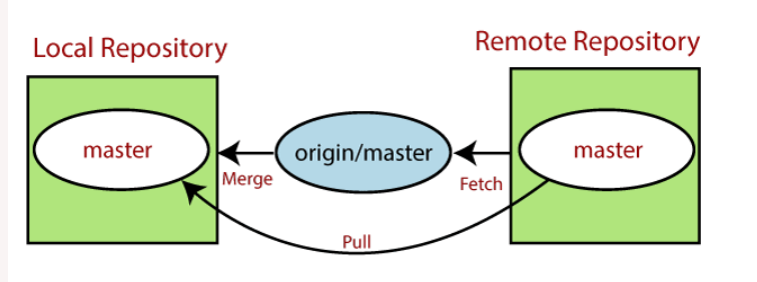 Local Repository
Remote Repository
master
origin/master
master
Merge
Fetch
Pull